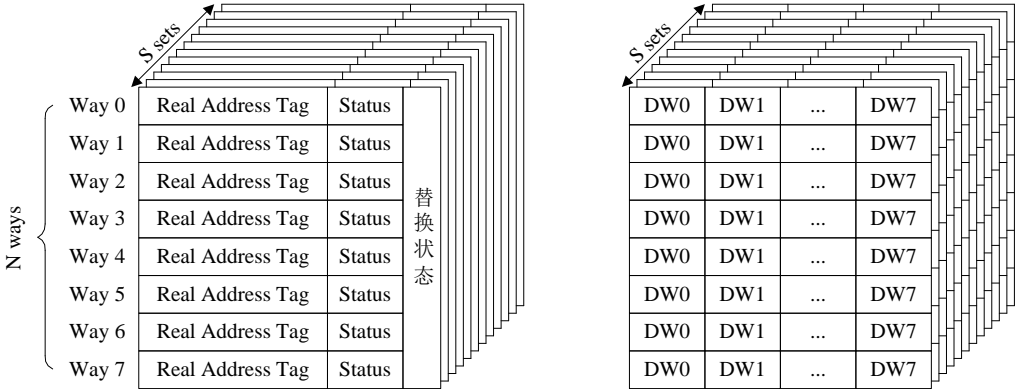 S sets
S sets
Way 0 Real Address Tag Status DW0 DW1 ... DW7
Way 1 Real Address Tag Status DW0 DW1 ... DW7
Way 2 Real Address Tag Status DW0 DW1 ... DW7
Way 3 Real Address Tag Status DW0 DW1 ... DW7
Way 4 Real Address Tag Status DW0 DW1 ... DW7
Way 5 Real Address Tag Status DW0 DW1 ... DW7
Way 6 Real Address Tag Status DW0 DW1 ... DW7
Way 7 Real Address Tag Status DW0 DW1 ... DW7
N ways
替换状态